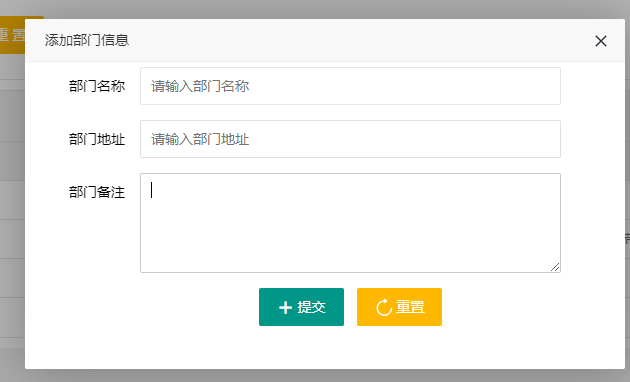 重置
添加部门信息
部门名称 请输入部门名称
部门地址 请输入部门地址
部门备注
提交 重置